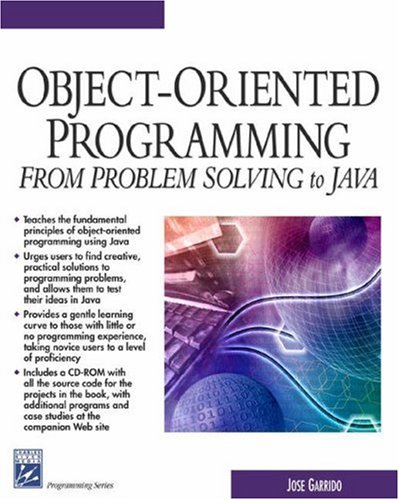 OBJECT-ORIENTED
PROGRAMMING
FROM PROBLEM SOLVING to JAVA
• Teaches the fundamental
principles of object-oriented
programming using Java
• Urges users to find creative,
practical solutions to
programming problems,
and allows them to test
their ideas in Java
• Provides a gentle learning
curve to those with little or
no programming experience,
taking novice users to a level
of proficiency
• Includes a CD-ROM with
all the source code for the
projects in the book, with
additional programs and
case studies at the
companion Web site
CHARLES
RIVER
MEDIA
Programming Series
JOSE GARRIDO